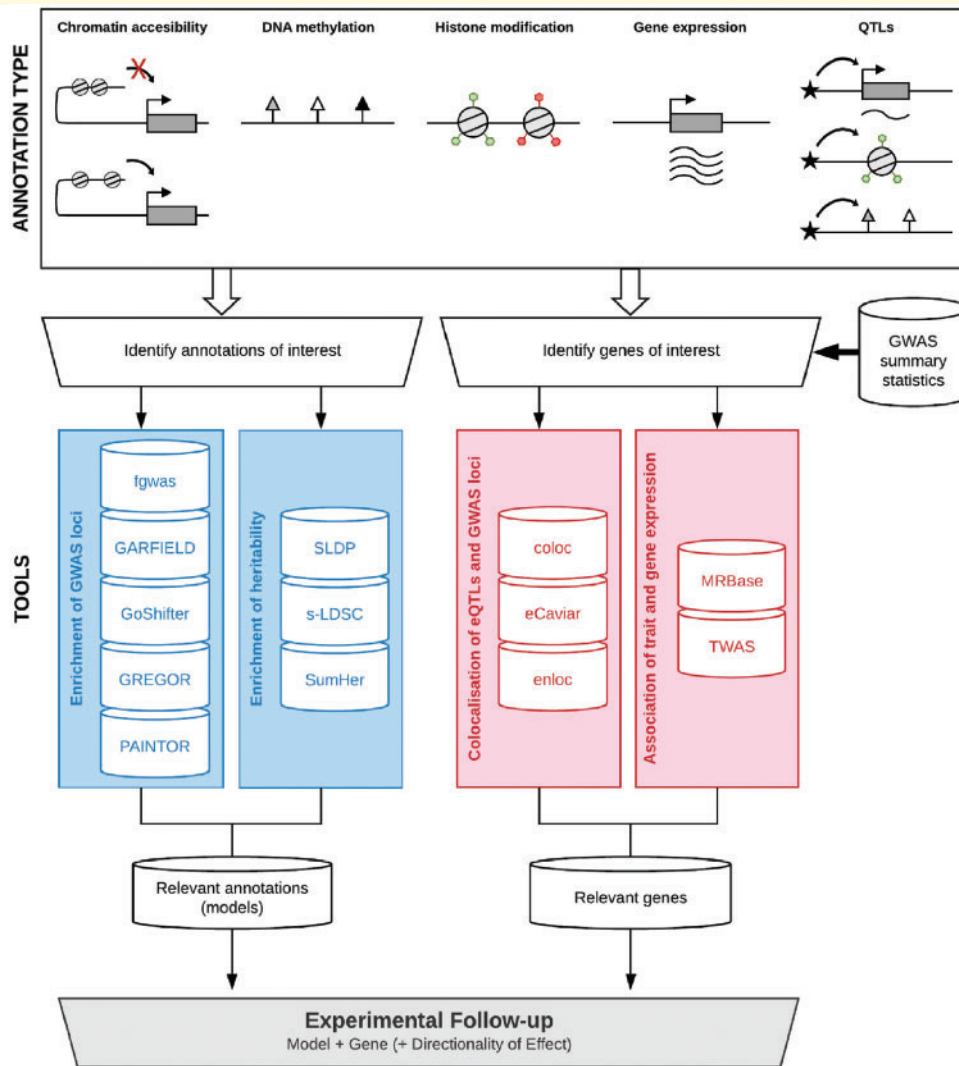 Chromatin accesibility
DNA methylation
Histone modification
Gene expression
QTLs
ANNOTATION TYPE
Identify annotations of interest
Identify genes of interest
GWAS
summary
statistics
TOOLS
Enrichment of GWAS loci
fgwas
GARFIELD
GoShifter
GREGOR
PAINTOR
Enrichment of heritability
SLDP
s-LDSC
SumHer
Colocalisation of eQTLs and GWAS loci
coloc
eCaviar
enloc
Association of trait and gene expression
MRBase
TWAS
Relevant annotations
(models)
Relevant genes
Experimental Follow-up
Model + Gene (+ Directionality of Effect)